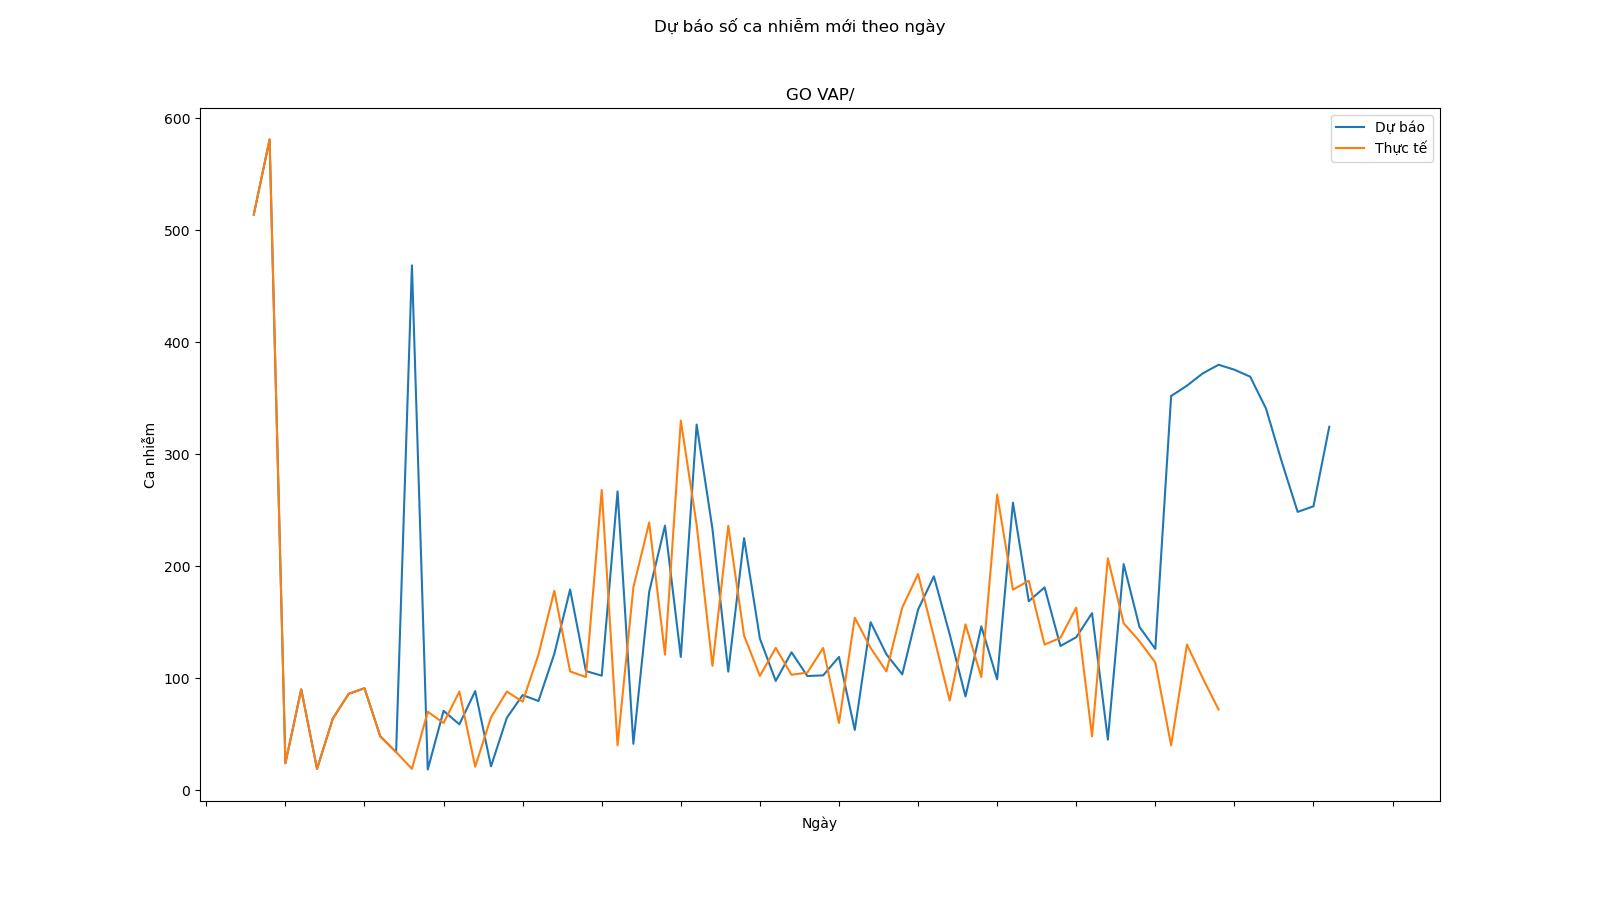 Dự báo số ca nhiễm mới theo ngày
GO VAP/
Dự báo
Thực tế
600
500
400
300
200
100
0
Ca nhiễm
Ngày